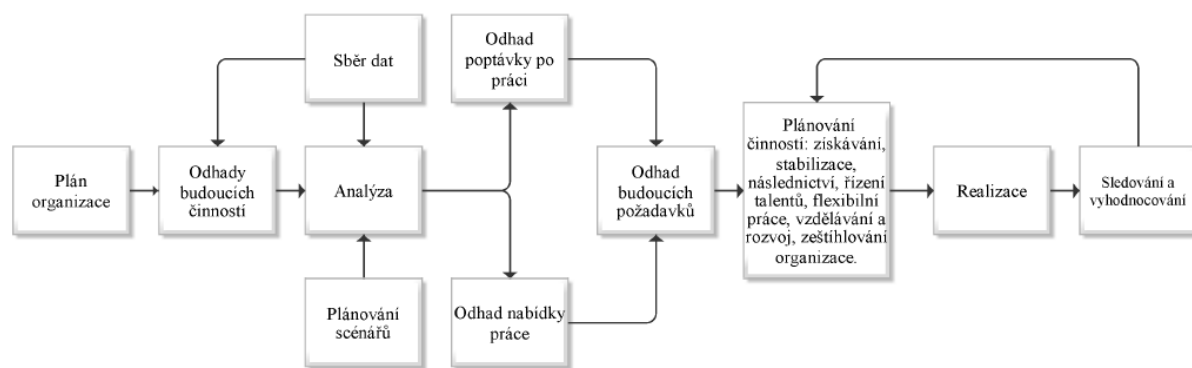 Plán
organizace
Odhady
budoucích
činností
Sběr dat
Analýza
Plánování
scénářů
Odhad
poptávky po
práci
Odhad nabídky
práce
Odhad
budoucích
požadavků
Plánování
činností: získávání,
stabilizace,
následnictví, řízení
talentů, flexibilní
práce, vzdělávání a
rozvoj, zeštíhlování
organizace.
Realizace
Sledování a
vyhodnocování